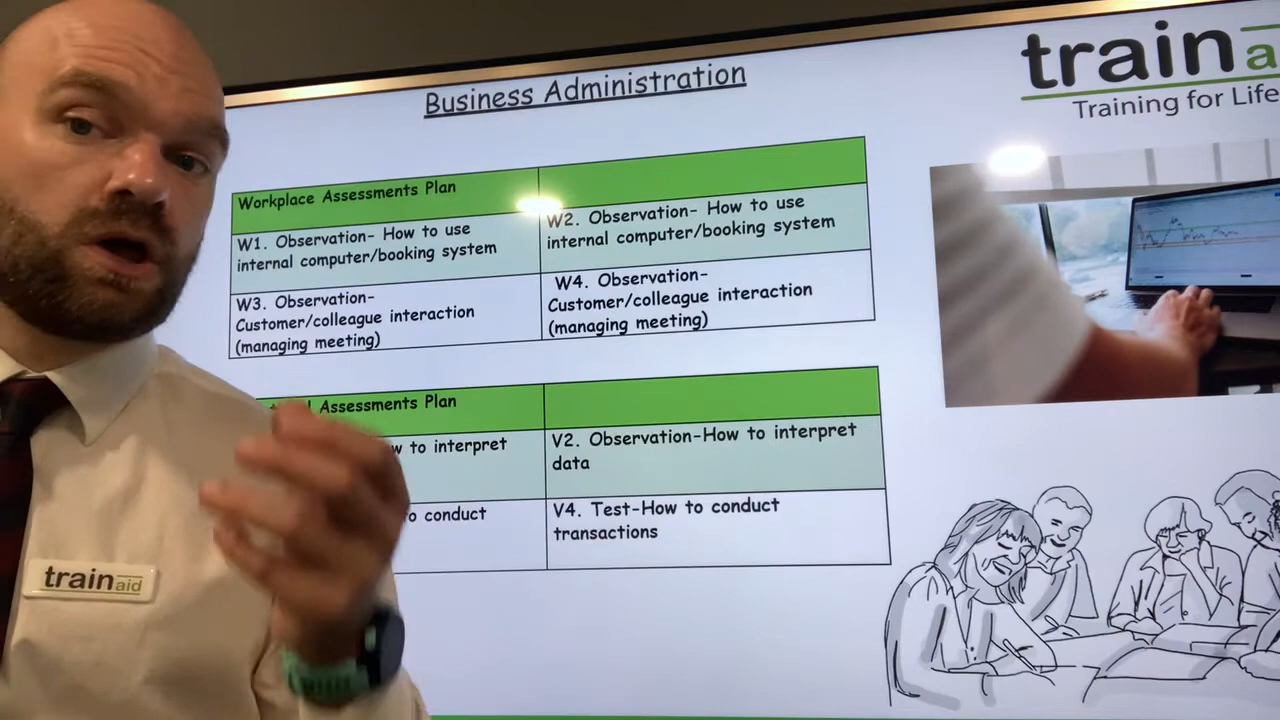 Business Administration
train a
Training for Life
Workplace Assessments Plan
W1. Observation- How to use
internal computer/booking system
W2. Observation- How to use
internal computer/booking system
W3. Observation-
Customer/colleague interaction
(managing meeting)
W4. Observation-
Customer/colleague interaction
(managing meeting)
Assessments Plan
to interpret
V2. Observation-How to interpret
data
conduct
V4. Test-How to conduct
transactions
trainaid